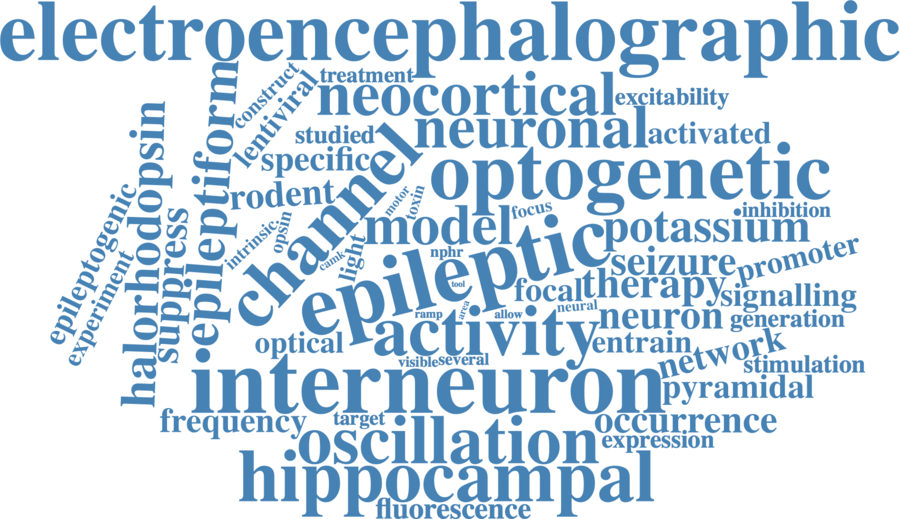 electroencephalographic
construct
treatment
lentiviral
neocortical
excitability
epileptiform
studied
neuronal
activated
halorhodopsin
specific
channel
optogenetic
rodent
motor
toxin
epileptogenic
suppress
intrinsic
opsin
model
focus
potassium
inhibition
experiment
camk
light
nphr
epileptic
seizure
promoter
tool
focal
therapy
signalling
ramp
area
allow
neural
neuron
generation
optical
activity
entrain
visible
several
network
stimulation
interneuron
pyramidal
frequency
target
occurrence
oscillation
expression
hippocampal
fluorescence